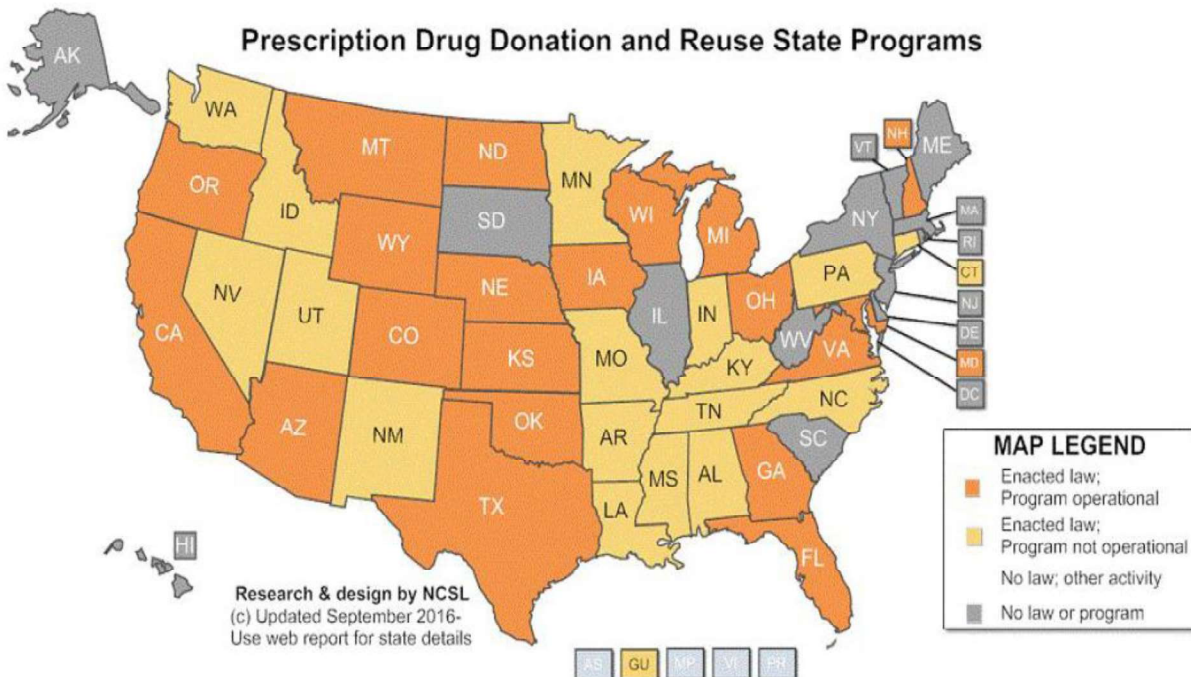 Prescription Drug Donation and Reuse State Programs
AK
WA
MT
ND
MN
VT
NH
ME
OR
ID
SD
WI
MI
NY
MA
RI
CT
WY
PA
NJ
NE
IA
NV
UT
IL
IN
OH
DE
CA
CO
WV
VA
MD
KS
MO
KY
DC
TN
NC
AZ
NM
OK
AR
SC
MS
AL
GA
TX
LA
FL
HI
MAP LEGEND
Enacted law;
Program operational
Enacted law;
Program not operational
No law; other activity
No law or program
Research & design by NCSL
(c) Updated September 2016-
Use web report for state details
AS
GU
MP
VI
PR